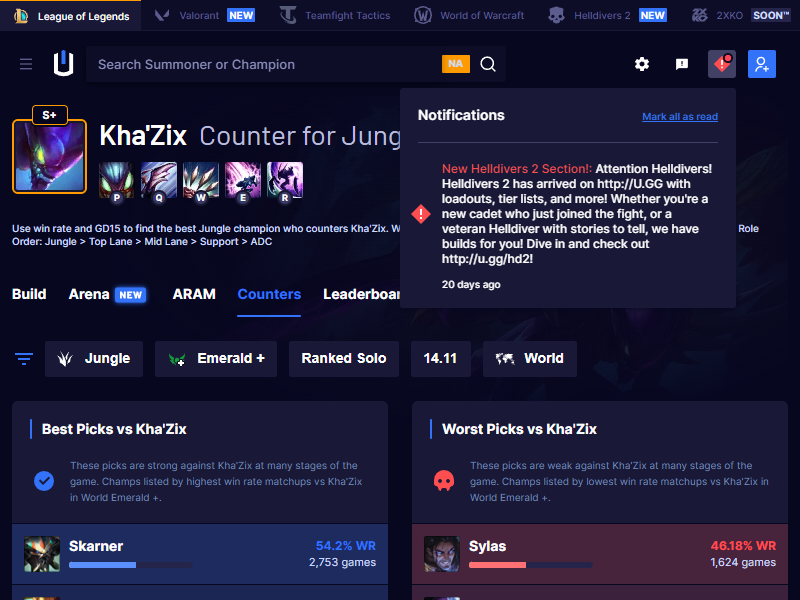 League of Legends
Valorant NEW
Teamfight Tactics
World of Warcraft
Helldivers 2 NEW
2XKO SOON™
Search Summoner or Champion
NA
S+
Kha'Zix Counter for Jung
P Q W E R
Use win rate and GD15 to find the best Jungle champion who counters Kha'Zix. W
Role
Order: Jungle > Top Lane > Mid Lane > Support > ADC
Notifications
Mark all as read
New Helldivers 2 Section!: Attention Helldivers!
Helldivers 2 has arrived on http://U.GG with
loadouts, tier lists, and more! Whether you're a
new cadet who just joined the fight, or a
veteran Helldiver with stories to tell, we have
builds for you! Dive in and check out
http://u.gg/hd2!
20 days ago
Build
Arena NEW
ARAM
Counters
Leaderboar
Jungle
Emerald +
Ranked Solo
14.11
World
Best Picks vs Kha'Zix
These picks are strong against Kha'Zix at many stages of the
game. Champs listed by highest win rate matchups vs Kha'Zix
in World Emerald +.
Skarner
54.2% WR
2,753 games
Worst Picks vs Kha'Zix
These picks are weak against Kha'Zix at many stages of the
game. Champs listed by lowest win rate matchups vs Kha'Zix in
World Emerald +.
Sylas
46.18% WR
1,624 games